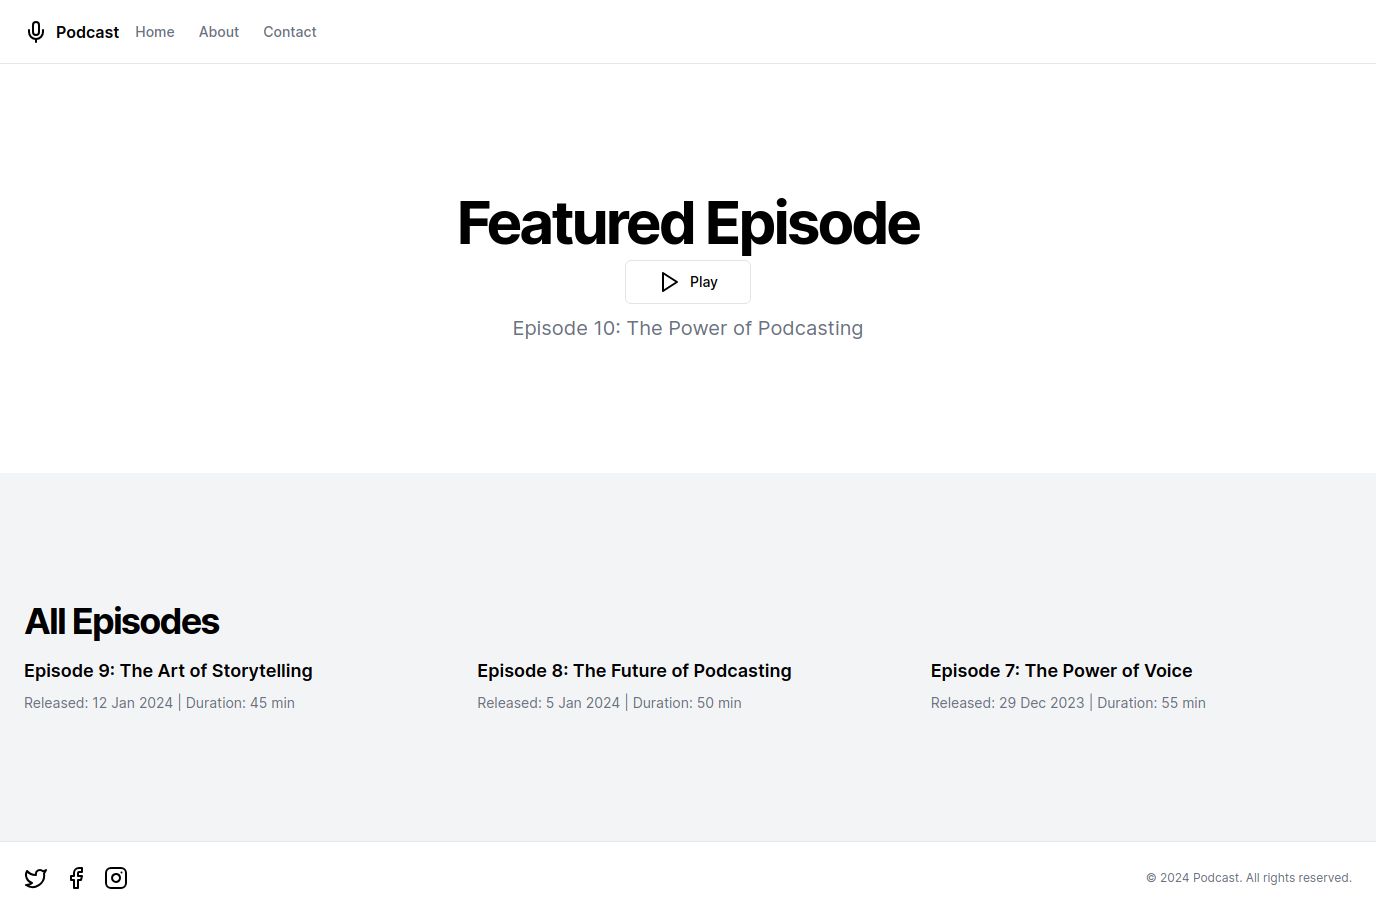 Podcast Home About Contact
Featured Episode
Play
Episode 10: The Power of Podcasting
All Episodes
Episode 9: The Art of Storytelling
Released: 12 Jan 2024 | Duration: 45 min
Episode 8: The Future of Podcasting
Released: 5 Jan 2024 | Duration: 50 min
Episode 7: The Power of Voice
Released: 29 Dec 2023 | Duration: 55 min
© 2024 Podcast. All rights reserved.